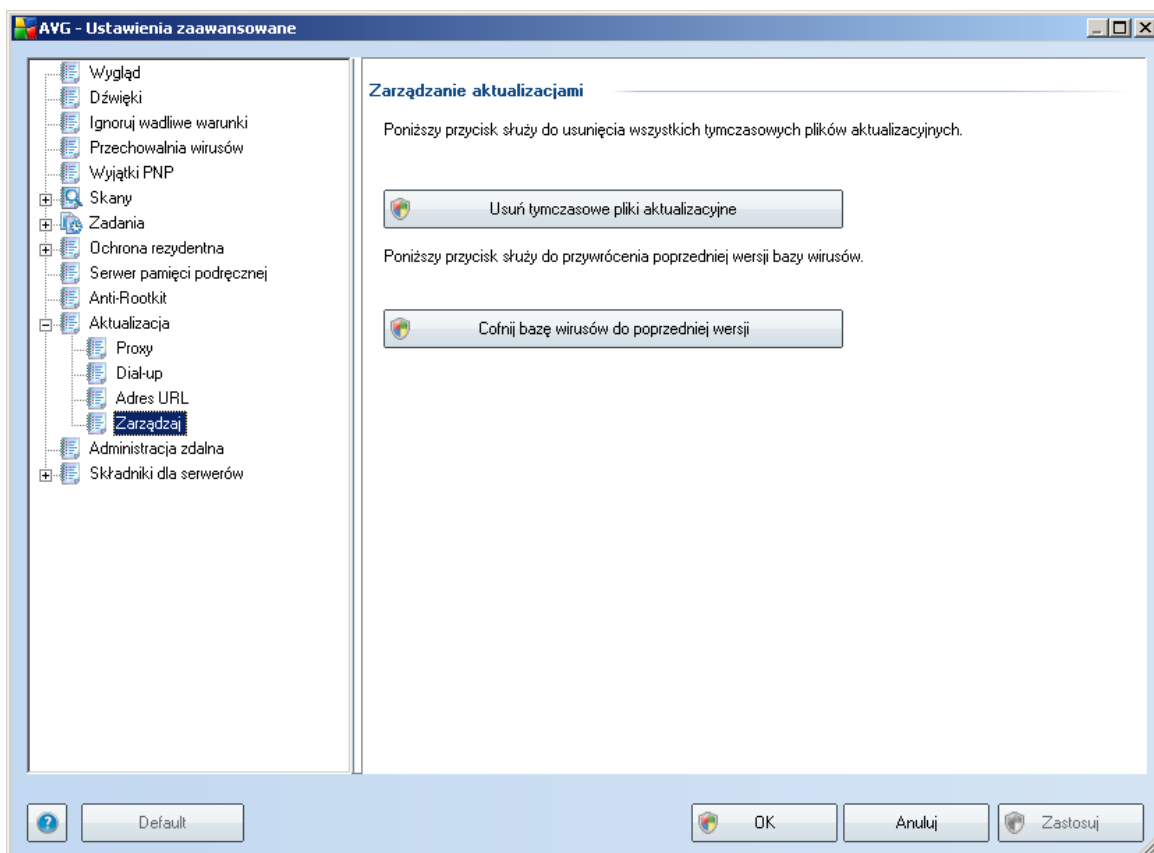 AVG - Ustawienia zaawansowane
Wygląd
Dźwięki
Ignoruj wadliwe warunki
Przechowalnia wirusów
Wyjątki PNP
Skany
Zadania
Ochrona rezydentna
Serwer pamięci podręcznej
Anti-Rootkit
Aktualizacja
Proxy
Dial-up
Adres URL
Zarządzaj
Administracja zdalna
Składniki dla serwerów
Zarządzanie aktualizacjami
Poniższy przycisk służy do usunięcia wszystkich tymczasowych plików aktualizacyjnych.
Usuń tymczasowe pliki aktualizacyjne
Poniższy przycisk służy do przywrócenia poprzedniej wersji bazy wirusów.
Cofnij bazę wirusów do poprzedniej wersji
Default
OK
Anuluj
Zastosuj